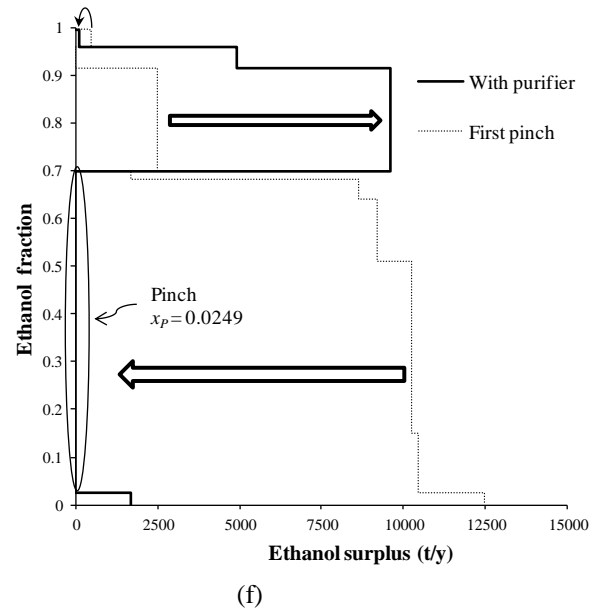 1
0.9
0.8
0.7
0.6
0.5
0.4
0.3
0.2
0.1
0
Ethanol fraction
With purifier
First pinch
Pinch
xP = 0.0249
0 2500 5000 7500 10000 12500 15000
Ethanol surplus (t/y)
(f)